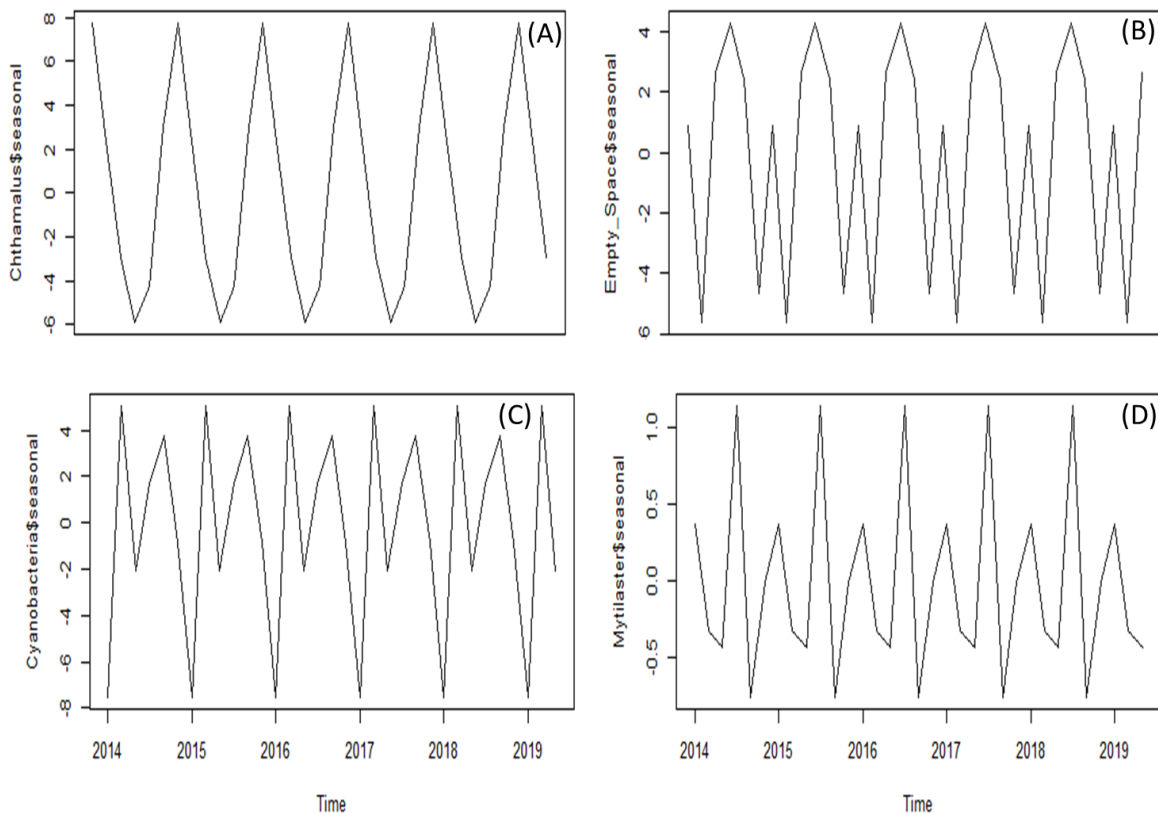 (A)
Chthamalus$seasonal
8
6
4
2
0
-2
-4
-6
(B)
Empty_Space$seasonal
4
2
0
-2
-4
-6
(C)
Cyanobacteria$seasonal
4
2
0
-2
-4
-6
-8
2014 2015 2016 2017 2018 2019
Time
(D)
Mytilaster$seasonal
1.0
0.5
0.0
-0.5
2014 2015 2016 2017 2018 2019
Time